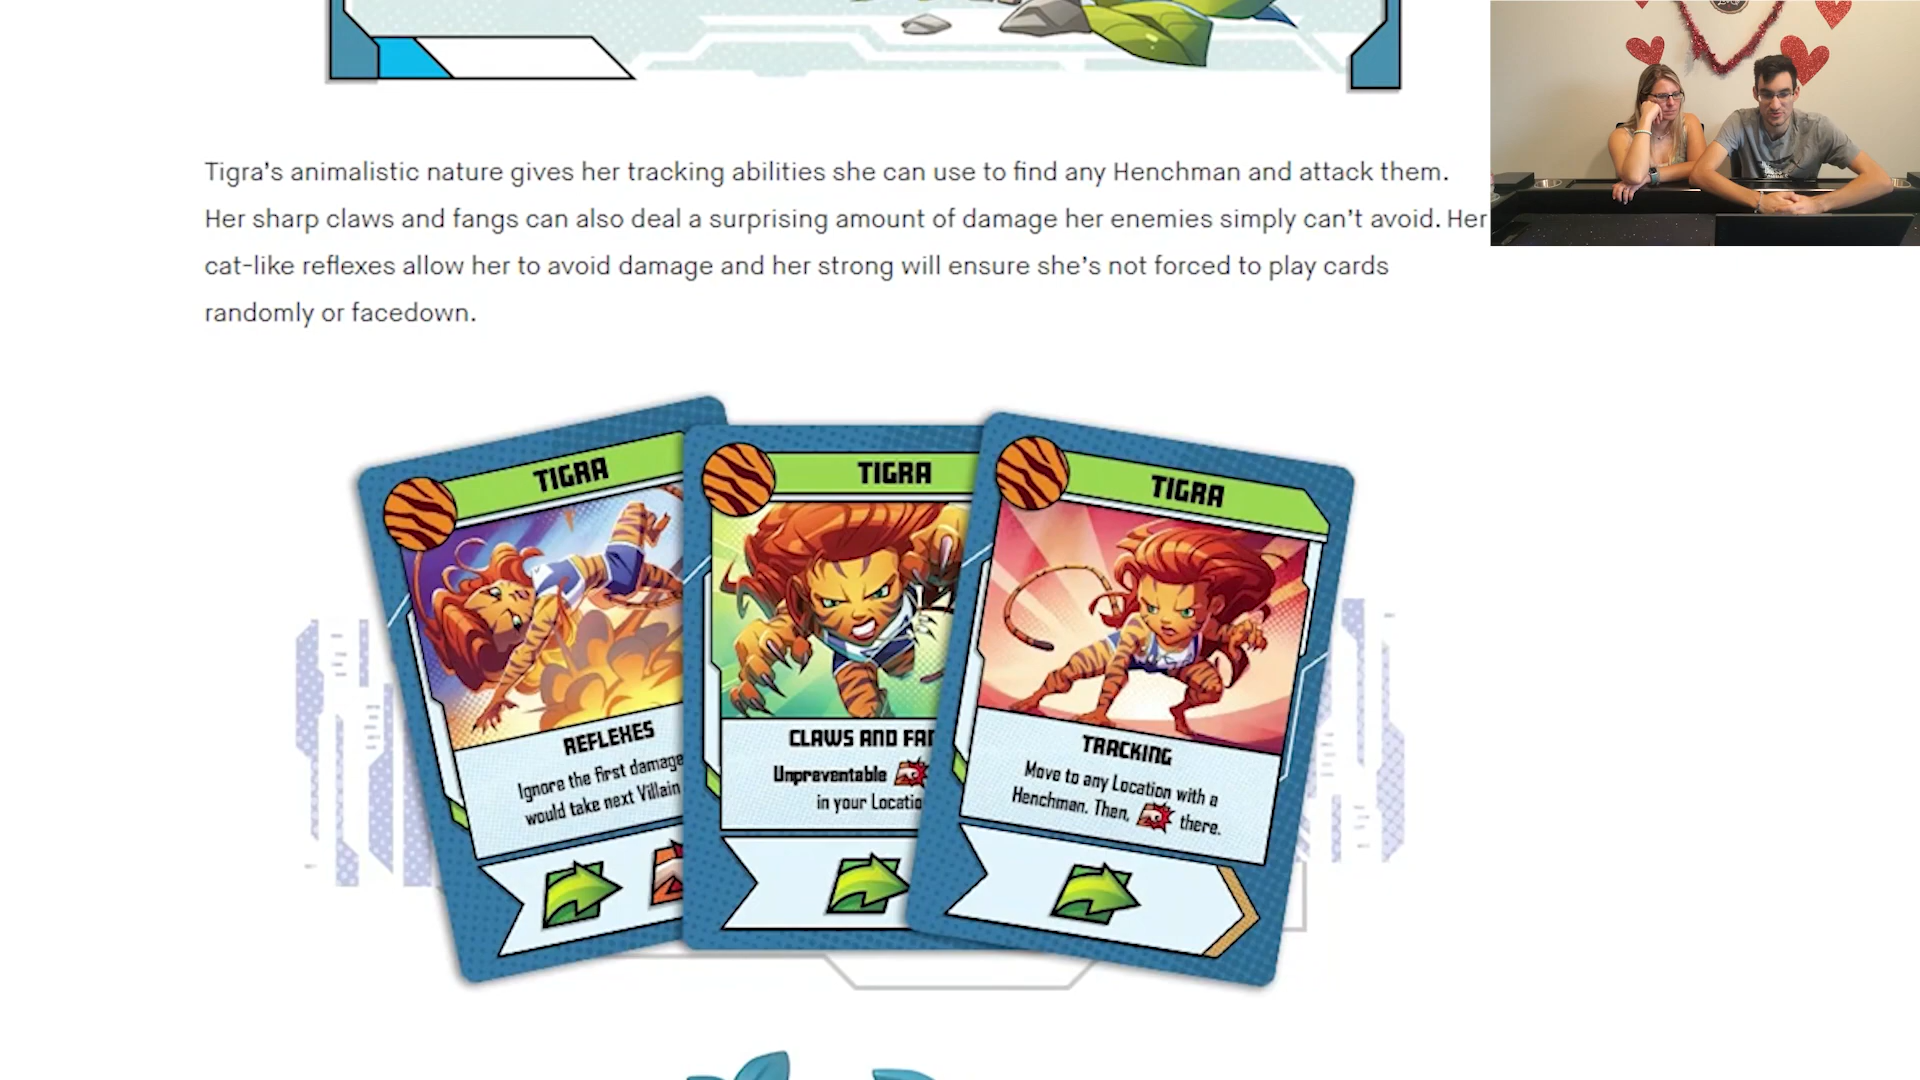 Tigra's animalistic nature gives her tracking abilities she can use to find any Henchman and attack them.
Her sharp claws and fangs can also deal a surprising amount of damage her enemies simply can't avoid. Her
cat-like reflexes allow her to avoid damage and her strong will ensure she's not forced to play cards
randomly or facedown.
TIGRA
REFLEXES
Ignore the first damage
would take next Villain
TIGRA
CLAWS AND FAN
Unpreventable
in your Locatio
TIGRA
TRACKING
Move to any Location with a
Henchman. Then, there.